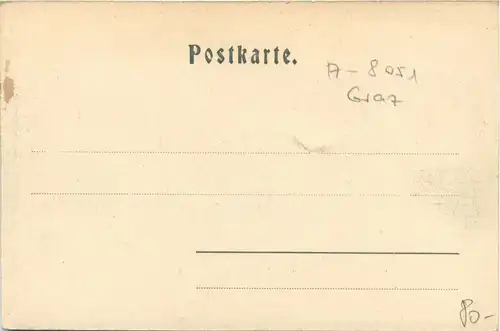 Postkarte.
A-8051
Graz
80-